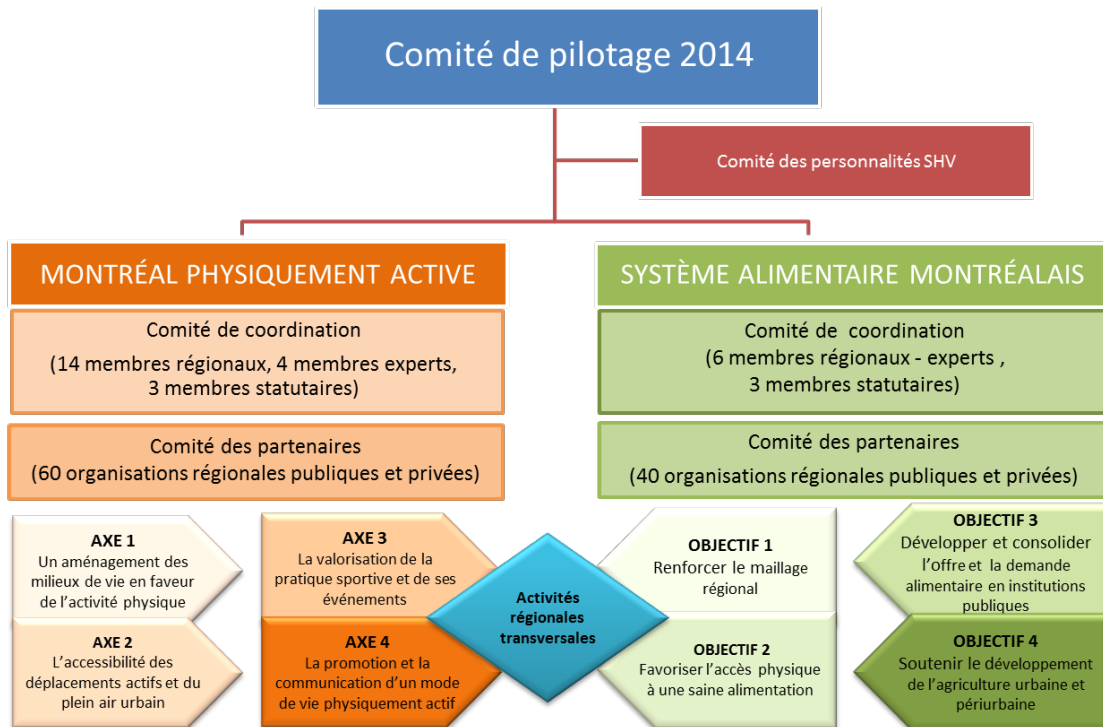 Comité de pilotage 2014
Comité des personnalités SHV
MONTRÉAL PHYSIQUEMENT ACTIVE
Comité de coordination
(14 membres régionaux, 4 membres experts,
3 membres statutaires)
Comité des partenaires
(60 organisations régionales publiques et privées)
SYSTÈME ALIMENTAIRE MONTRÉALAIS
Comité de coordination
(6 membres régionaux - experts ,
3 membres statutaires)
Comité des partenaires
(40 organisations régionales publiques et privées)
AXE 1
Un aménagement des
milieux de vie en faveur
de l'activité physique
AXE 2
L'accessibilité des
déplacements actifs et du
plein air urbain
AXE 3
La valorisation de la
pratique sportive et de ses
événements
AXE 4
La promotion et la
communication d'un mode
de vie physiquement actif
Activités
régionales
transversales
OBJECTIF 1
Renforcer le maillage
régional
OBJECTIF 2
Favoriser l'accès physique
à une saine alimentation
OBJECTIF 3
Développer et consolider
l'offre et la demande
alimentaire en institutions
publiques
OBJECTIF 4
Soutenir le développement
de l'agriculture urbaine et
périurbaine